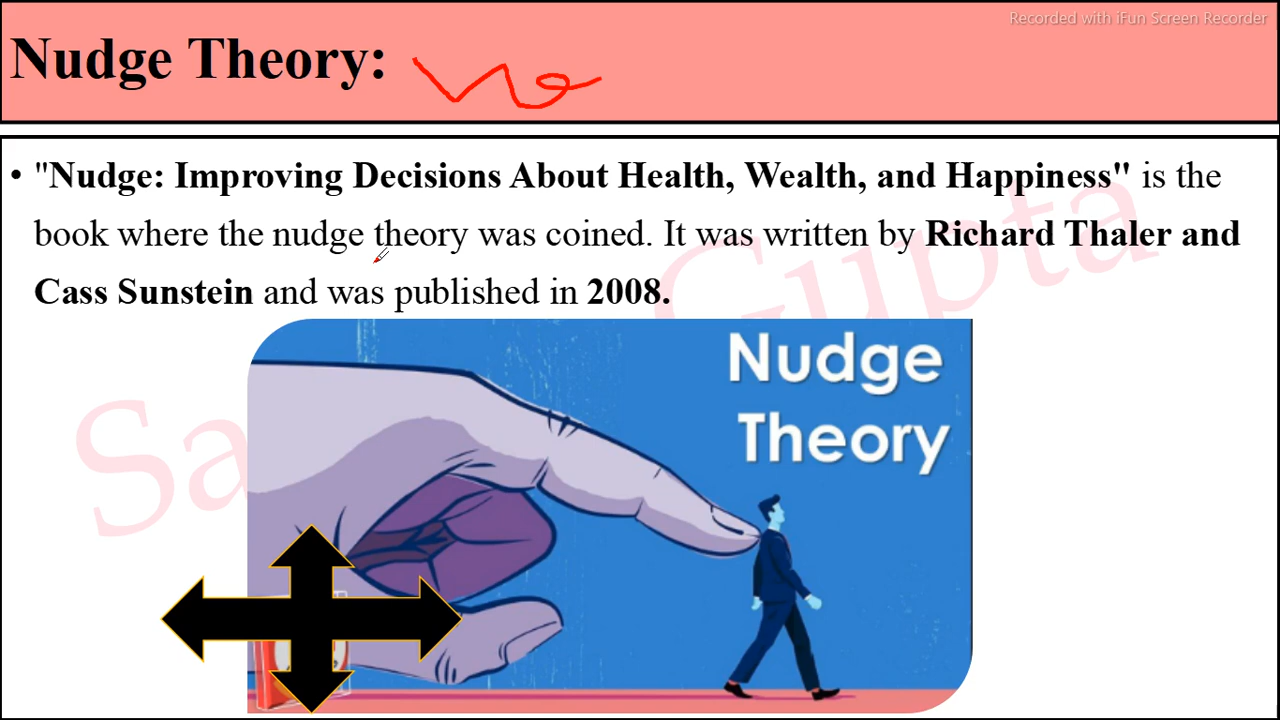 Recorded with iFun Screen Recorder
Nudge Theory:
• "Nudge: Improving Decisions About Health, Wealth, and Happiness" is the
book where the nudge theory was coined. It was written by Richard Thaler and
Cass Sunstein and was published in 2008.
Gupta
Nudge
Theory